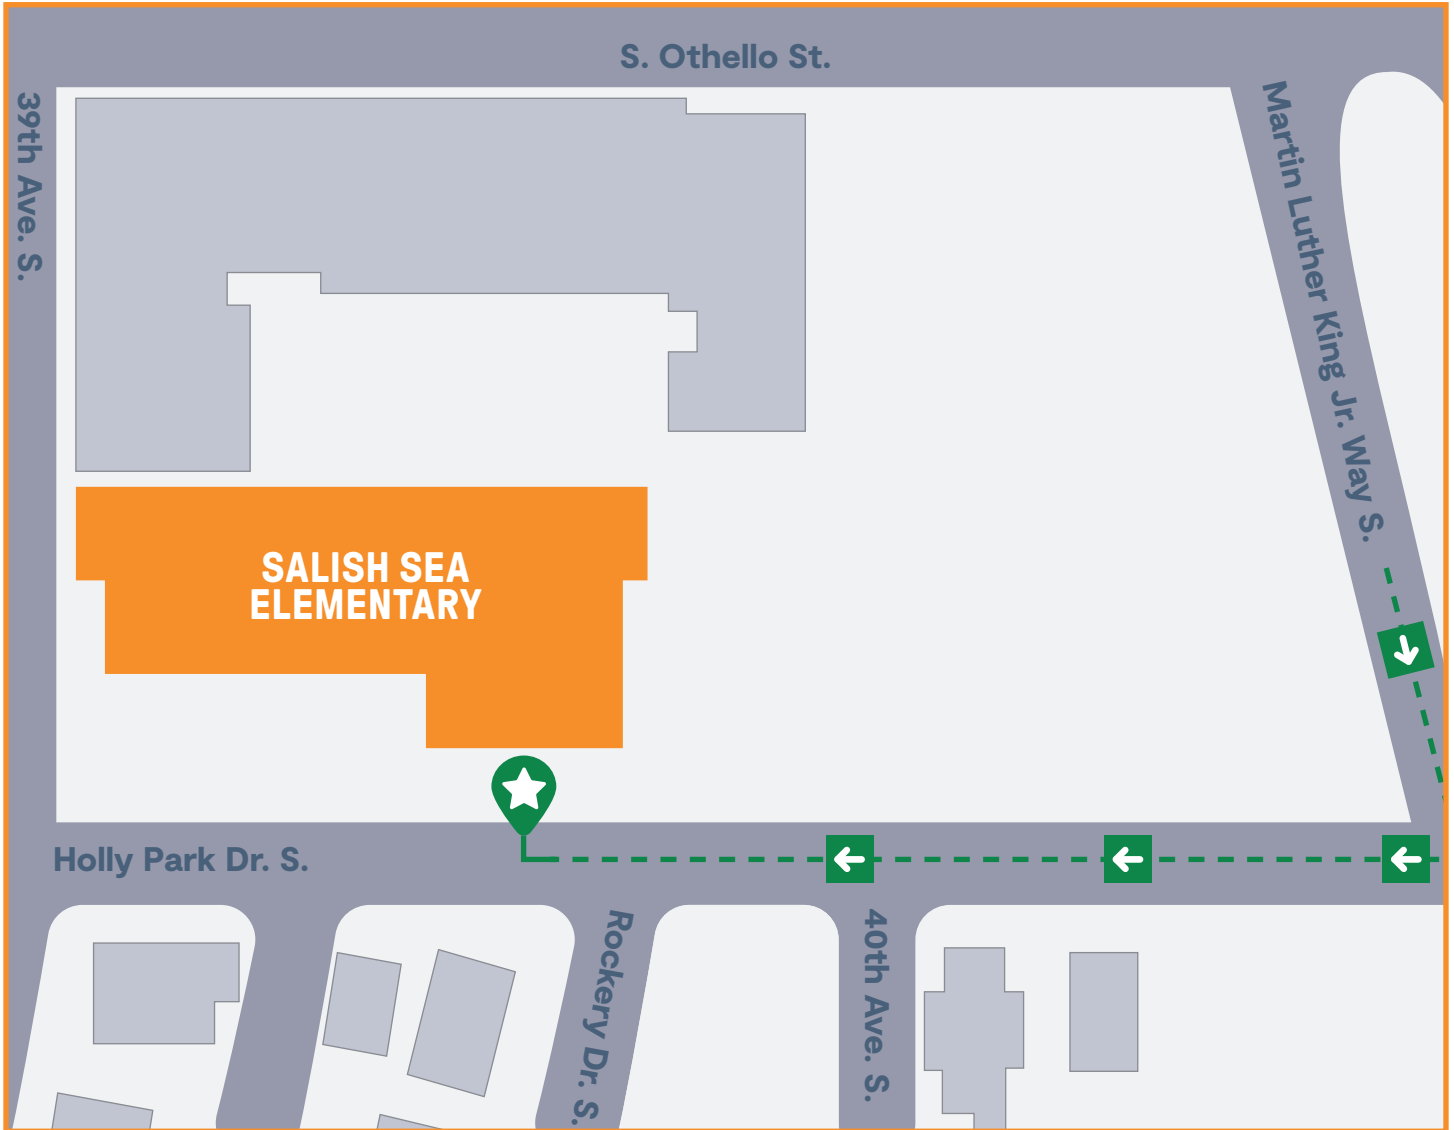 S. Othello St.
39th Ave. S.
Martin Luther King Jr. Way S.
SALISH SEA
ELEMENTARY
Holly Park Dr. S.
Rockery Dr. S.
40th Ave. S.